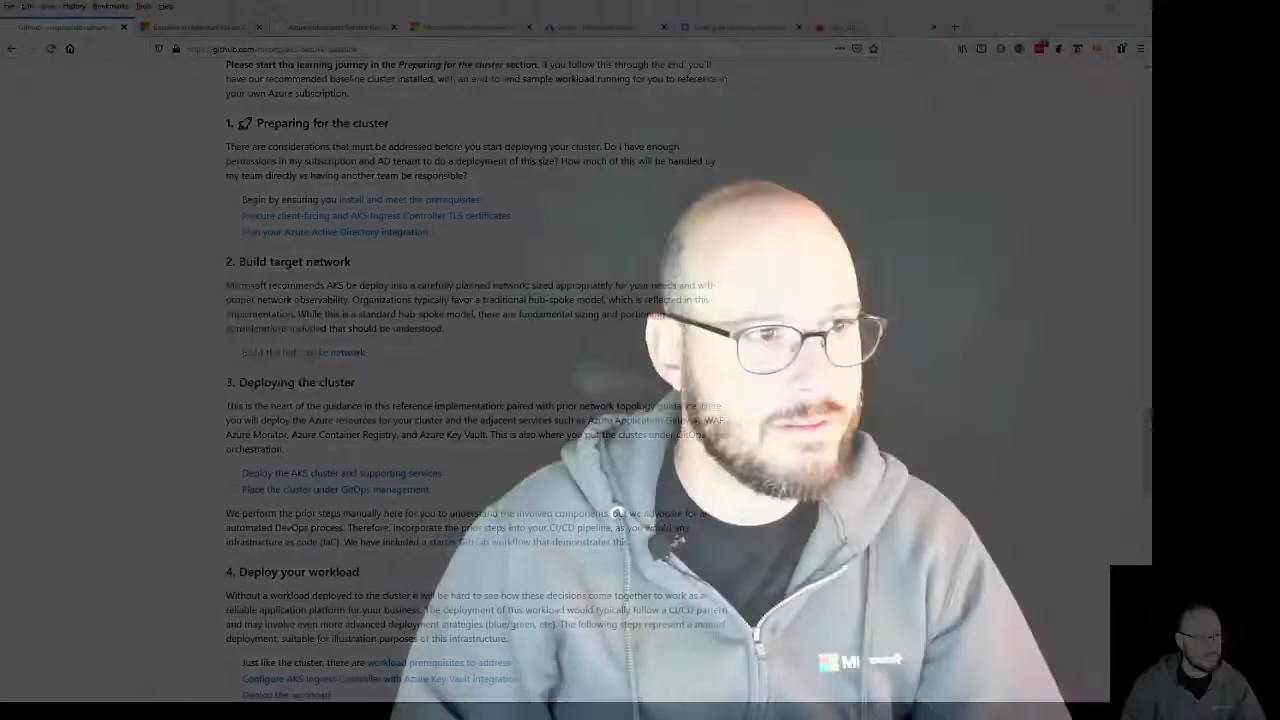 File Edit View History Bookmarks Tools Help
Please start this learning journey in the Preparing for the cluster section. If you follow this through the end, you'll
have our recommended baseline cluster installed, with an end-to-end sample workload running for you to reference in
your own Azure subscription.
1. 🚀 Preparing for the cluster
There are considerations that must be addressed before you start deploying your cluster. Do I have enough
permissions in my subscription and AD tenant to do a deployment of this size? How much of this will be handled by
my team directly vs having another team be responsible?
Begin by ensuring you install and meet the prerequisites
Procure client-facing and AKS Ingress Controller TLS certificates
Plan your Azure Active Directory integration
2. Build target network
Microsoft recommends AKS be deploy into a carefully planned network; sized appropriately for your needs and with
proper network observability. Organizations typically favor a traditional hub-spoke model, which is reflected in this
implementation. While this is a standard hub-spoke model, there are fundamental sizing and portioning
considerations included that should be understood.
Build the hub-spoke network
3. Deploying the cluster
This is the heart of the guidance in this reference implementation; paired with prior network topology guidance. Here
you will deploy the Azure resources for your cluster and the adjacent services such as Azure Application Gateway WAF,
Azure Monitor, Azure Container Registry, and Azure Key Vault. This is also where you put the cluster under GitOps
orchestration.
Deploy the AKS cluster and supporting services
Place the cluster under GitOps management
We perform the prior steps manually here for you to understand the involved components, but we advocate for an
automated DevOps process. Therefore, incorporate the prior steps into your CI/CD pipeline, as you would any
infrastructure as code (IaC). We have included a starter GitHub workflow that demonstrates this.
4. Deploy your workload
Without a workload deployed to the cluster it will be hard to see how these decisions come together to work as a
reliable application platform for your business. The deployment of this workload would typically follow a CI/CD pattern
and may involve even more advanced deployment strategies (blue/green, etc). The following steps represent a manual
deployment, suitable for illustration purposes of this infrastructure.
Just like the cluster, there are workload prerequisites to address
Configure AKS Ingress Controller with Azure Key Vault integration
Deploy the workload